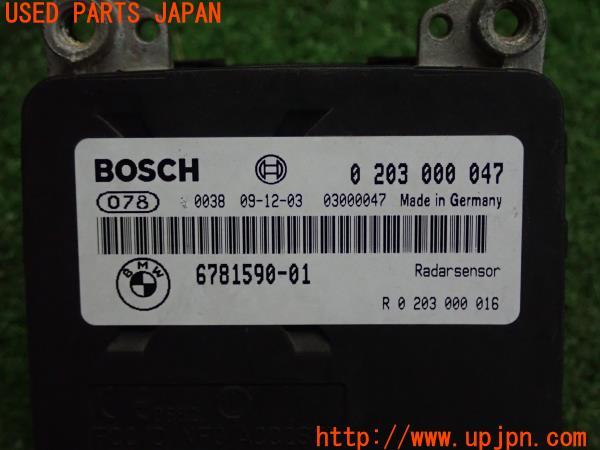 USED PARTS JAPAN
BOSCH 0 203 000 047
078 0038 09-12-03 03000047 Made in Germany
BMW 6781590-01 Radarsensor
R 0 203 000 016
www.upjpn.com